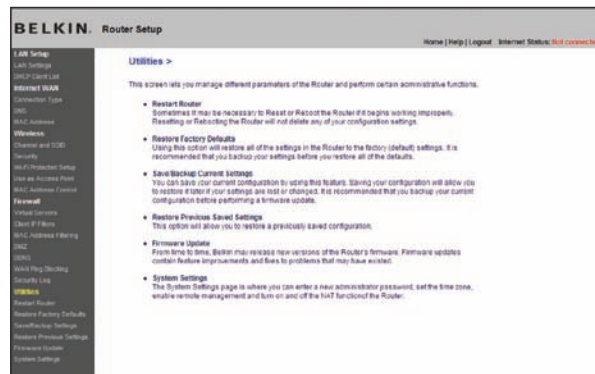 BELKIN. Router Setup
Home | Help | Logout Internet Status: Not connected
LAN Setup
LAN Settings
DHCP Client List
Internet WAN
Connection Type
DNS
MAC Address
Wireless
Channel and SSID
Security
Wi-Fi Protected Setup
Use as Access Point
MAC Address Control
Firewall
Virtual Servers
Client IP Filters
MAC Address Filtering
DMZ
DDNS
WAN Ping Blocking
Security Log
Utilities
Restart Router
Restore Factory Defaults
Save/Backup Settings
Restore Previous Settings
Firmware Update
System Settings
Utilities >
This screen lets you manage different parameters of the Router and perform certain administrative functions.
• Restart Router
Sometimes it may be necessary to Reset or Reboot the Router if it begins working improperly.
Resetting or Rebooting the Router will not delete any of your configuration settings.
• Restore Factory Defaults
Using this option will restore all of the settings in the Router to the factory (default) settings. It is
recommended that you backup your settings before you restore all of the defaults.
• Save/Backup Current Settings
You can save your current configuration by using this feature. Saving your configuration will allow you
to restore it later if your settings are lost or changed. It is recommended that you backup your current
configuration before performing a firmware update.
• Restore Previous Saved Settings
This option will allow you to restore a previously saved configuration.
• Firmware Update
From time to time, Belkin may release new versions of the Router's firmware. Firmware updates
contain feature improvements and fixes to problems that may have existed.
• System Settings
The System Settings page is where you can enter a new administrator password, set the time zone,
enable remote management and turn on and off the NAT function of the Router.